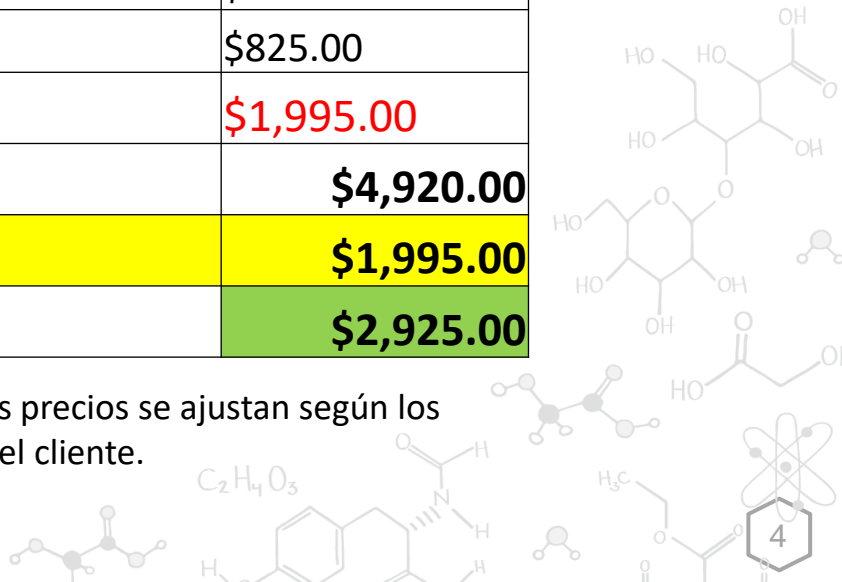 $825.00
$1,995.00
$4,920.00
$1,995.00
$2,925.00
s precios se ajustan según los
el cliente.
4
OH
HO
HO
O
HO
OH
O
O
HO
HO
OH
OH
O
HO
C₂H₄O₃
O
H
N
H
H
H
H₃C
O
O